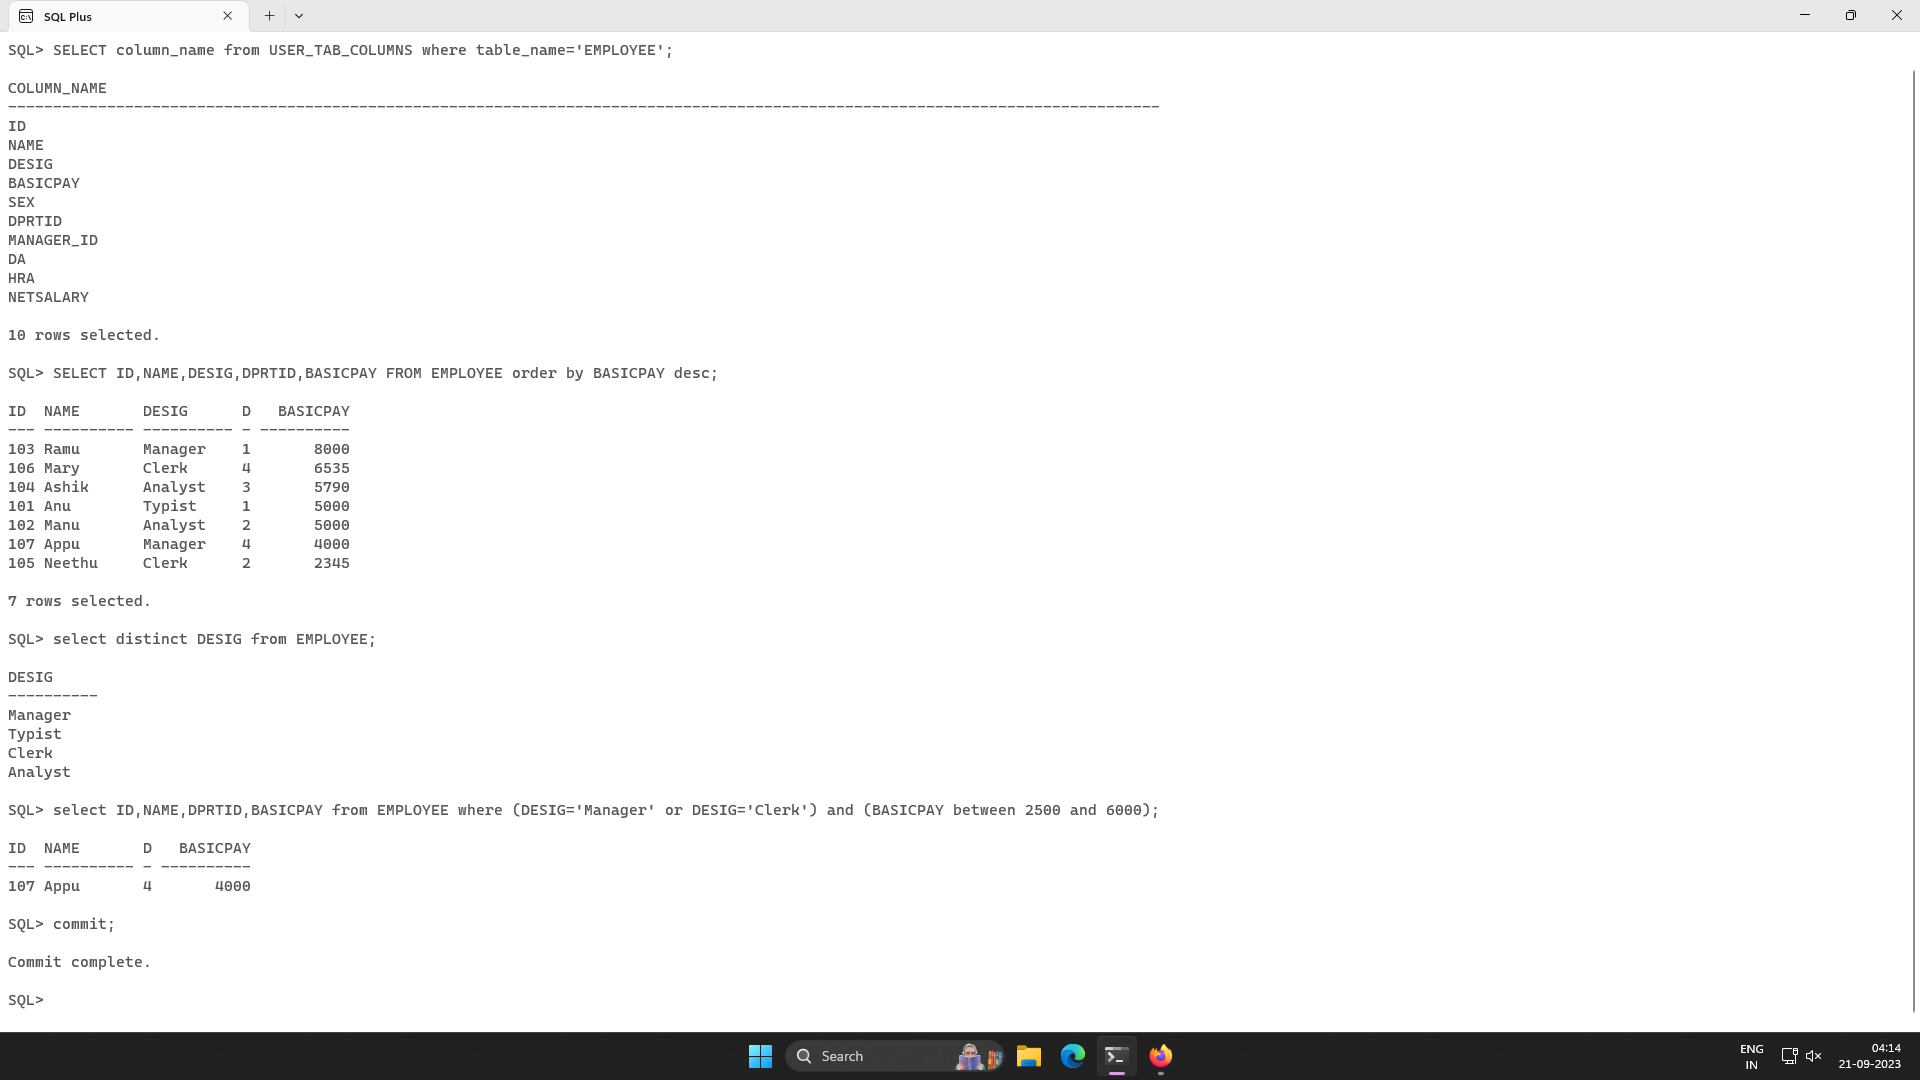 SQL Plus
SQL> SELECT column_name from USER_TAB_COLUMNS where table_name='EMPLOYEE';
COLUMN_NAME
--------------------------------------------------------------------------------------------------------------------------------
ID
NAME
DESIG
BASICPAY
SEX
DPRTID
MANAGER_ID
DA
HRA
NETSALARY
10 rows selected.
SQL> SELECT ID,NAME,DESIG,DPRTID,BASICPAY FROM EMPLOYEE order by BASICPAY desc;
ID  NAME       DESIG      D   BASICPAY
--- ---------- ---------- - ----------
103 Ramu       Manager    1       8000
106 Mary       Clerk      4       6535
104 Ashik      Analyst    3       5790
101 Anu        Typist     1       5000
102 Manu       Analyst    2       5000
107 Appu       Manager    4       4000
105 Neethu     Clerk      2       2345
7 rows selected.
SQL> select distinct DESIG from EMPLOYEE;
DESIG
----------
Manager
Typist
Clerk
Analyst
SQL> select ID,NAME,DPRTID,BASICPAY from EMPLOYEE where (DESIG='Manager' or DESIG='Clerk') and (BASICPAY between 2500 and 6000);
ID  NAME       D   BASICPAY
--- ---------- - ----------
107 Appu       4       4000
SQL> commit;
Commit complete.
SQL>
Search
ENG
IN
04:14
21-09-2023